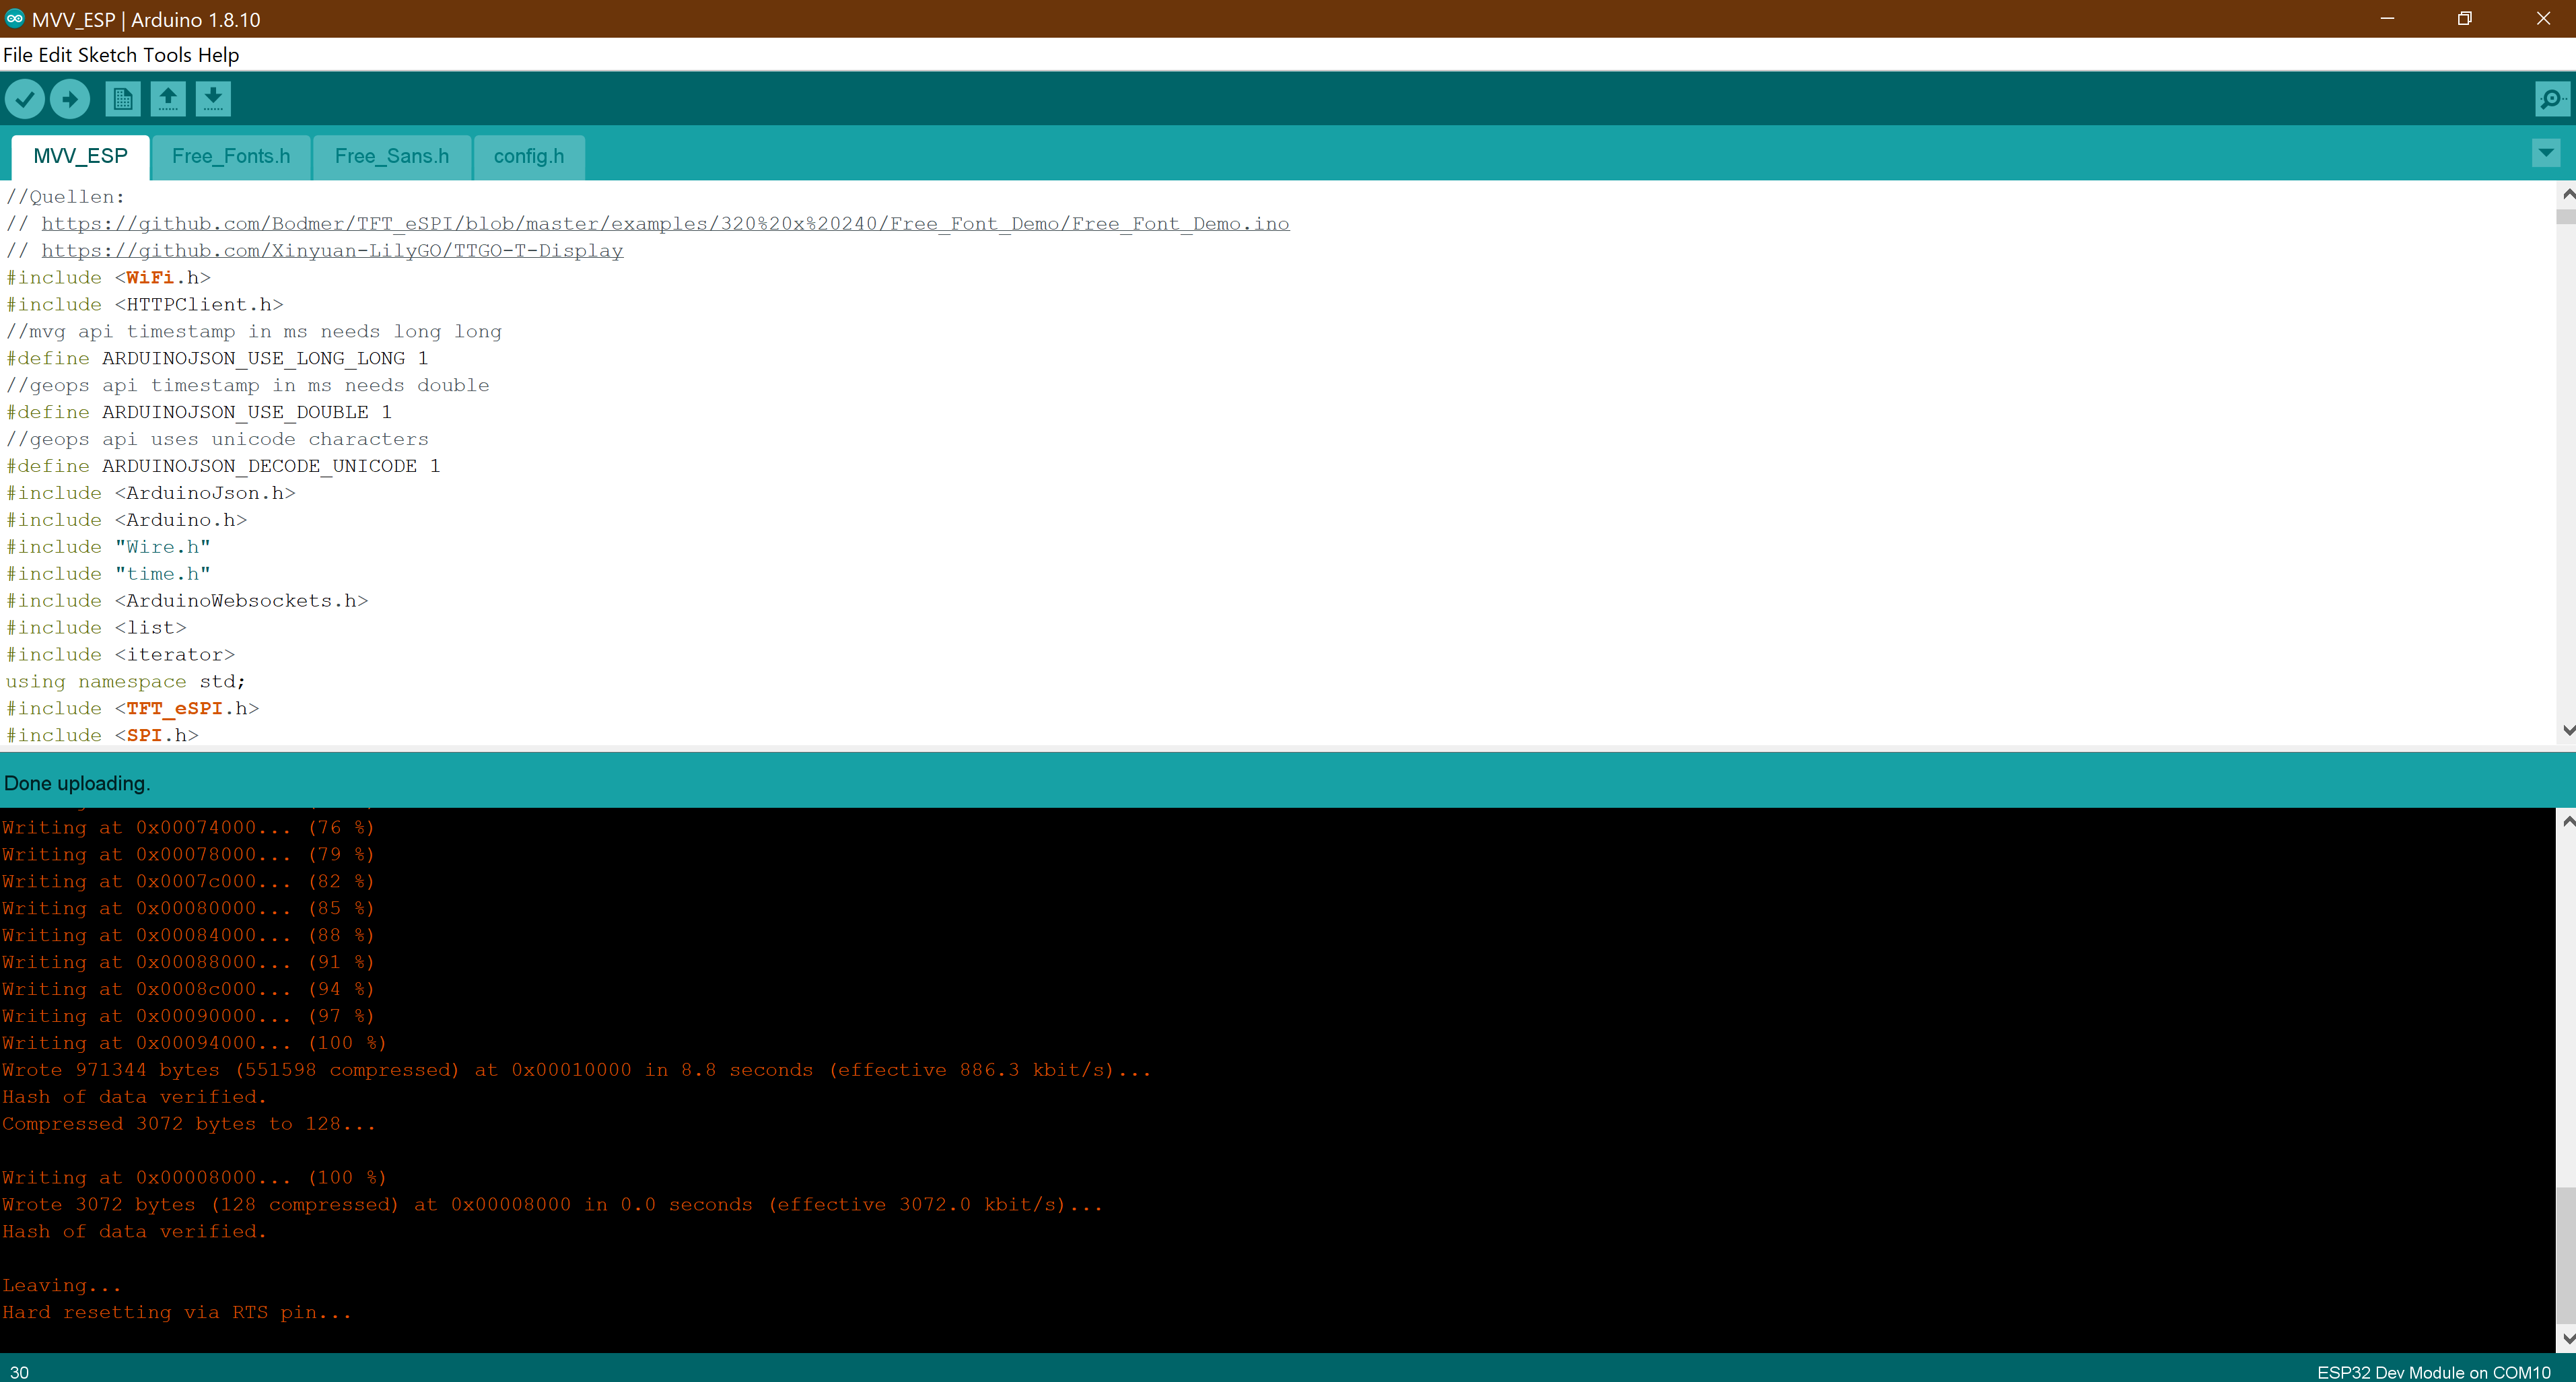 MVV_ESP | Arduino 1.8.10
File Edit Sketch Tools Help
MVV_ESP Free_Fonts.h Free_Sans.h config.h
//Quellen:
// https://github.com/Bodmer/TFT_eSPI/blob/master/examples/320%20x%20240/Free_Font_Demo/Free_Font_Demo.ino
// https://github.com/Xinyuan-LilyGO/TTGO-T-Display
#include <WiFi.h>
#include <HTTPClient.h>
//mvg api timestamp in ms needs long long
#define ARDUINOJSON_USE_LONG_LONG 1
//geops api timestamp in ms needs double
#define ARDUINOJSON_USE_DOUBLE 1
//geops api uses unicode characters
#define ARDUINOJSON_DECODE_UNICODE 1
#include <ArduinoJson.h>
#include <Arduino.h>
#include "Wire.h"
#include "time.h"
#include <ArduinoWebsockets.h>
#include <list>
#include <iterator>
using namespace std;
#include <TFT_eSPI.h>
#include <SPI.h>
Done uploading.
Writing at 0x00074000... (76 %)
Writing at 0x00078000... (79 %)
Writing at 0x0007c000... (82 %)
Writing at 0x00080000... (85 %)
Writing at 0x00084000... (88 %)
Writing at 0x00088000... (91 %)
Writing at 0x0008c000... (94 %)
Writing at 0x00090000... (97 %)
Writing at 0x00094000... (100 %)
Wrote 971344 bytes (551598 compressed) at 0x00010000 in 8.8 seconds (effective 886.3 kbit/s)...
Hash of data verified.
Compressed 3072 bytes to 128...
Writing at 0x00008000... (100 %)
Wrote 3072 bytes (128 compressed) at 0x00008000 in 0.0 seconds (effective 3072.0 kbit/s)...
Hash of data verified.
Leaving...
Hard resetting via RTS pin...
30 ESP32 Dev Module on COM10